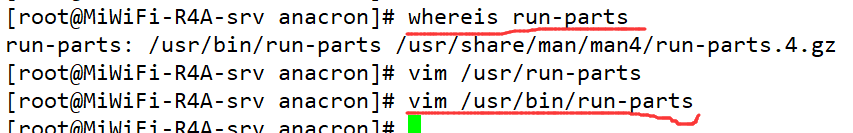 [root@MiWiFi-R4A-srv anacron]# whereis run-parts
run-parts: /usr/bin/run-parts /usr/share/man/man4/run-parts.4.gz
[root@MiWiFi-R4A-srv anacron]# vim /usr/run-parts
[root@MiWiFi-R4A-srv anacron]# vim /usr/bin/run-parts
[root@MiWiFi-R4A-srv anacron]#